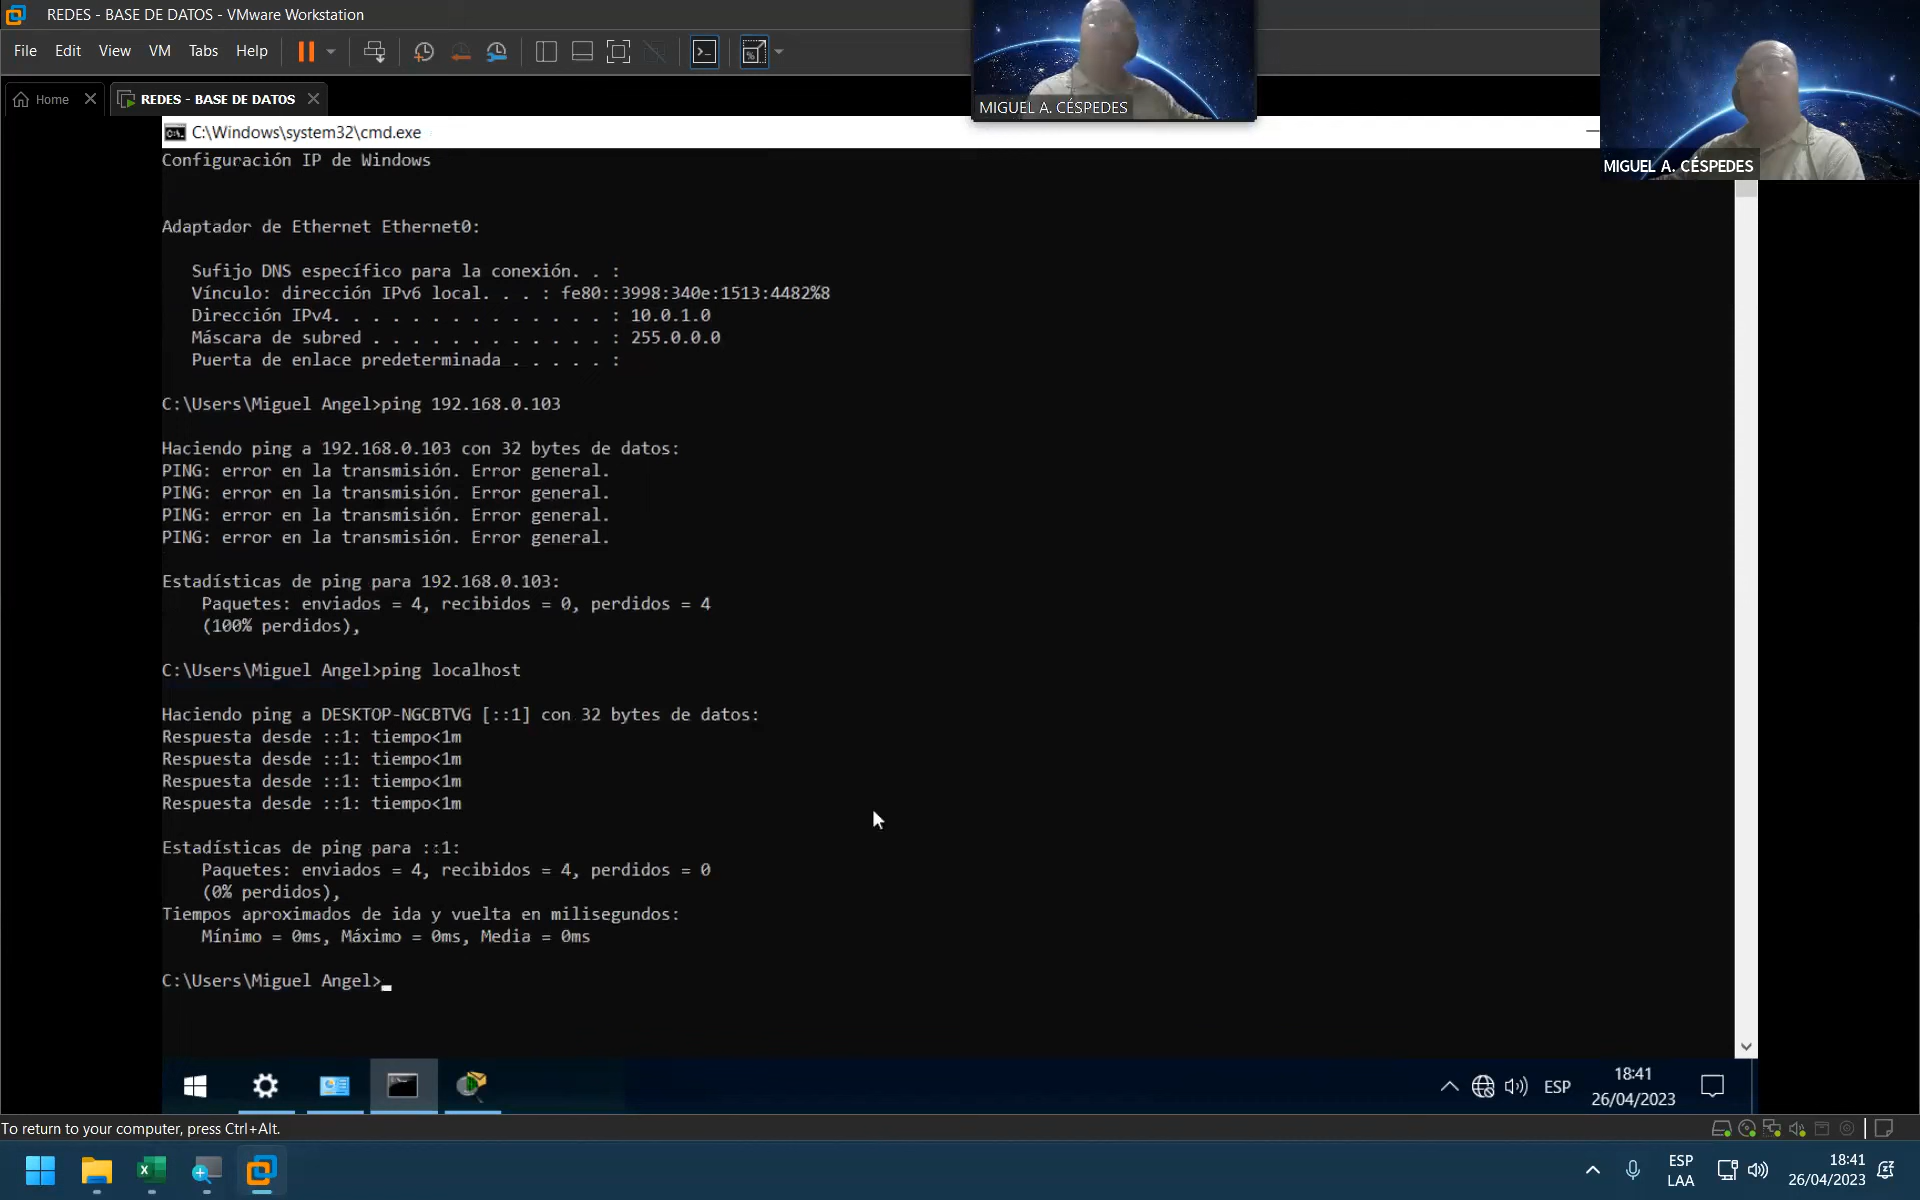 REDES - BASE DE DATOS - VMware Workstation
File Edit View VM Tabs Help
Home
REDES - BASE DE DATOS
MIGUEL A. CÉSPEDES
MIGUEL A. CÉSPEDES
C:\Windows\system32\cmd.exe
Configuración IP de Windows
Adaptador de Ethernet Ethernet0:
Sufijo DNS específico para la conexión. . :
Vínculo: dirección IPv6 local. . . : fe80::3998:340e:1513:4482%8
Dirección IPv4. . . . . . . . . . . . . . : 10.0.1.0
Máscara de subred . . . . . . . . . . . . : 255.0.0.0
Puerta de enlace predeterminada . . . . . :
C:\Users\Miguel Angel>ping 192.168.0.103
Haciendo ping a 192.168.0.103 con 32 bytes de datos:
PING: error en la transmisión. Error general.
PING: error en la transmisión. Error general.
PING: error en la transmisión. Error general.
PING: error en la transmisión. Error general.
Estadísticas de ping para 192.168.0.103:
Paquetes: enviados = 4, recibidos = 0, perdidos = 4
(100% perdidos),
C:\Users\Miguel Angel>ping localhost
Haciendo ping a DESKTOP-NGCBTVG [::1] con 32 bytes de datos:
Respuesta desde ::1: tiempo<1m
Respuesta desde ::1: tiempo<1m
Respuesta desde ::1: tiempo<1m
Respuesta desde ::1: tiempo<1m
Estadísticas de ping para ::1:
Paquetes: enviados = 4, recibidos = 4, perdidos = 0
(0% perdidos),
Tiempos aproximados de ida y vuelta en milisegundos:
Mínimo = 0ms, Máximo = 0ms, Media = 0ms
C:\Users\Miguel Angel>
ESP
18:41
26/04/2023
To return to your computer, press Ctrl+Alt.
ESP
LAA
18:41
26/04/2023